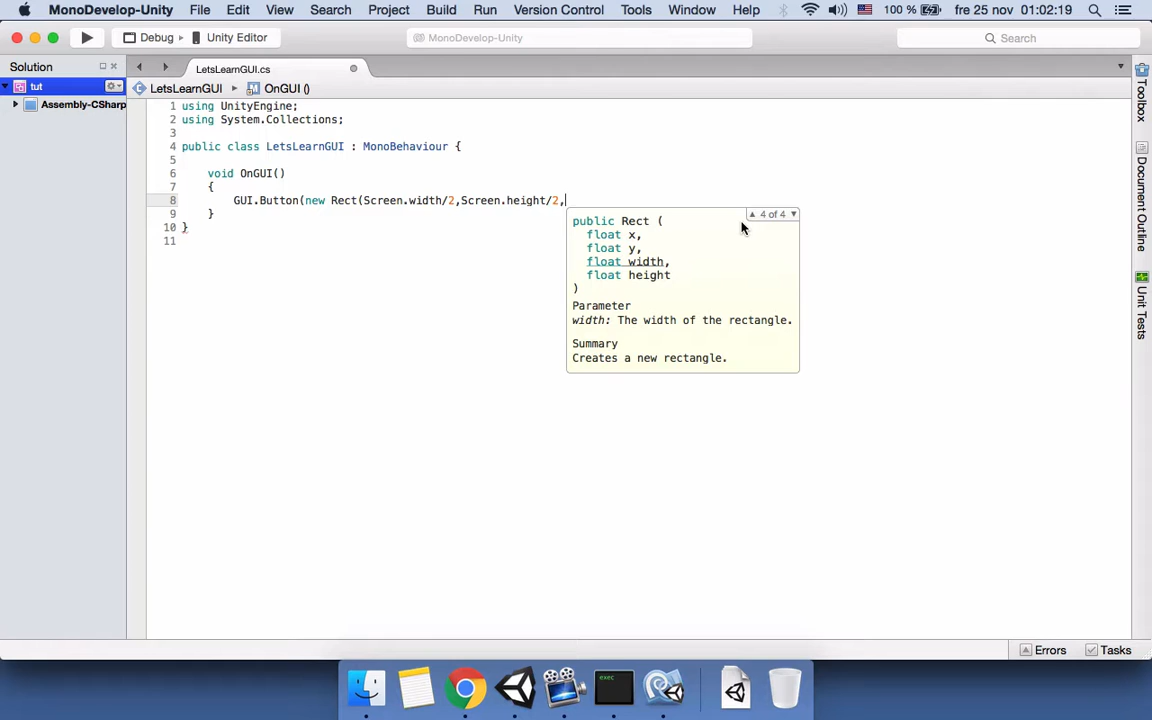 MonoDevelop-Unity File Edit View Search Project Build Run Version Control Tools Window Help 100 % fre 25 nov 01:02:19
Debug Unity Editor MonoDevelop-Unity Search
Solution LetsLearnGUI.cs
tut LetsLearnGUI OnGUI ()
Assembly-CSharp
1 using UnityEngine;
2 using System.Collections;
3
4 public class LetsLearnGUI : MonoBehaviour {
5
6 void OnGUI()
7 {
8 GUI.Button(new Rect(Screen.width/2,Screen.height/2,
9 }
10 }
11
4 of 4
public Rect (
float x,
float y,
float width,
float height
)
Parameter
width: The width of the rectangle.
Summary
Creates a new rectangle.
Toolbox
Document Outline
Unit Tests
Errors Tasks
exec